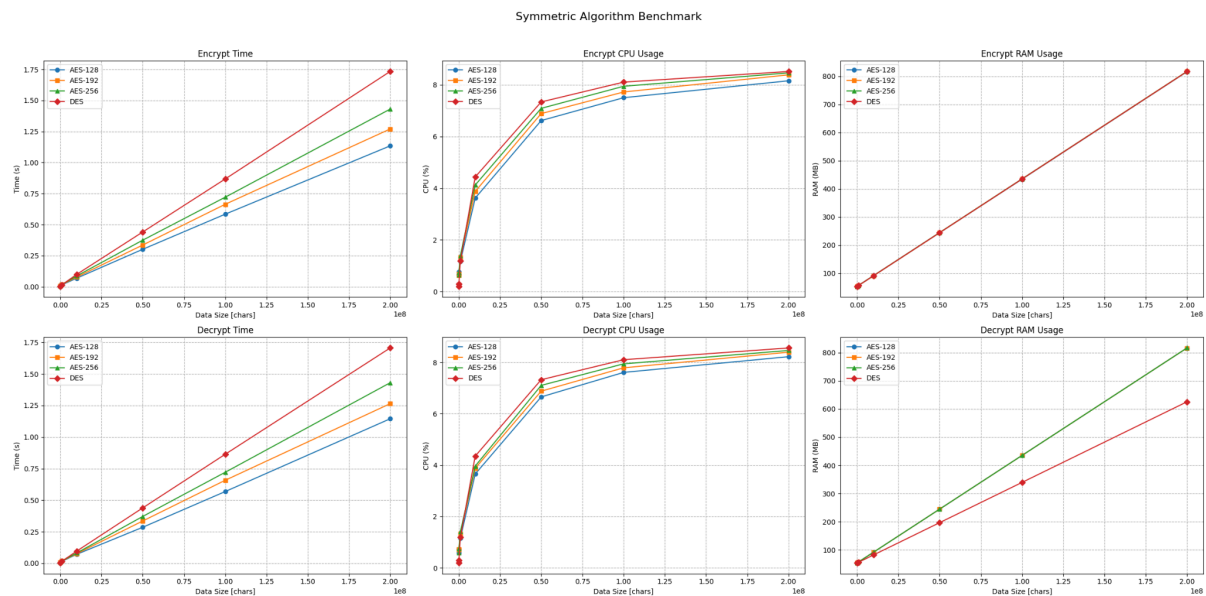 Symmetric Algorithm Benchmark
Encrypt Time
AES-128
AES-192
AES-256
DES
1.75
1.50
1.25
1.00
0.75
0.50
0.25
0.00
Time (s)
0.00 0.25 0.50 0.75 1.00 1.25 1.50 1.75 2.00
1e8
Data Size [chars]
Encrypt CPU Usage
AES-128
AES-192
AES-256
DES
8
6
4
2
0
CPU (%)
0.00 0.25 0.50 0.75 1.00 1.25 1.50 1.75 2.00
1e8
Data Size [chars]
Encrypt RAM Usage
AES-128
AES-192
AES-256
DES
800
700
600
500
400
300
200
100
RAM (MB)
0.00 0.25 0.50 0.75 1.00 1.25 1.50 1.75 2.00
1e8
Data Size [chars]
Decrypt Time
AES-128
AES-192
AES-256
DES
1.75
1.50
1.25
1.00
0.75
0.50
0.25
0.00
Time (s)
0.00 0.25 0.50 0.75 1.00 1.25 1.50 1.75 2.00
1e8
Data Size [chars]
Decrypt CPU Usage
AES-128
AES-192
AES-256
DES
8
6
4
2
0
CPU (%)
0.00 0.25 0.50 0.75 1.00 1.25 1.50 1.75 2.00
1e8
Data Size [chars]
Decrypt RAM Usage
AES-128
AES-192
AES-256
DES
800
700
600
500
400
300
200
100
RAM (MB)
0.00 0.25 0.50 0.75 1.00 1.25 1.50 1.75 2.00
1e8
Data Size [chars]